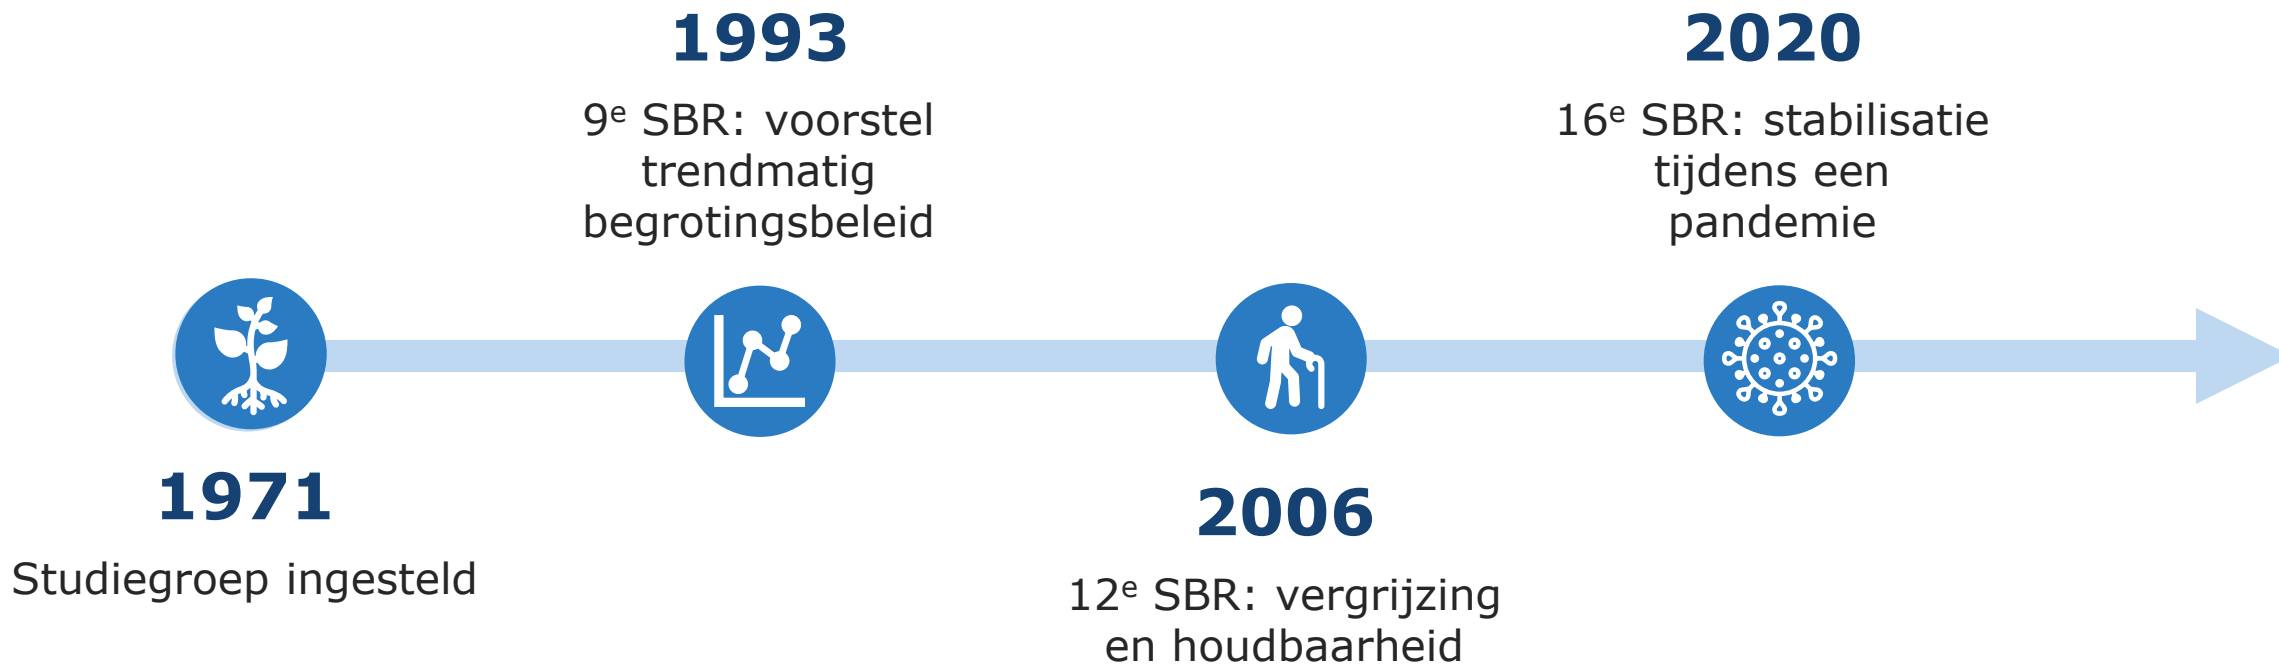 1993
9e SBR: voorstel
trendmatig
begrotingsbeleid
2020
16e SBR: stabilisatie
tijdens een
pandemie
1971
Studiegroep ingesteld
2006
12e SBR: vergrijzing
en houdbaarheid